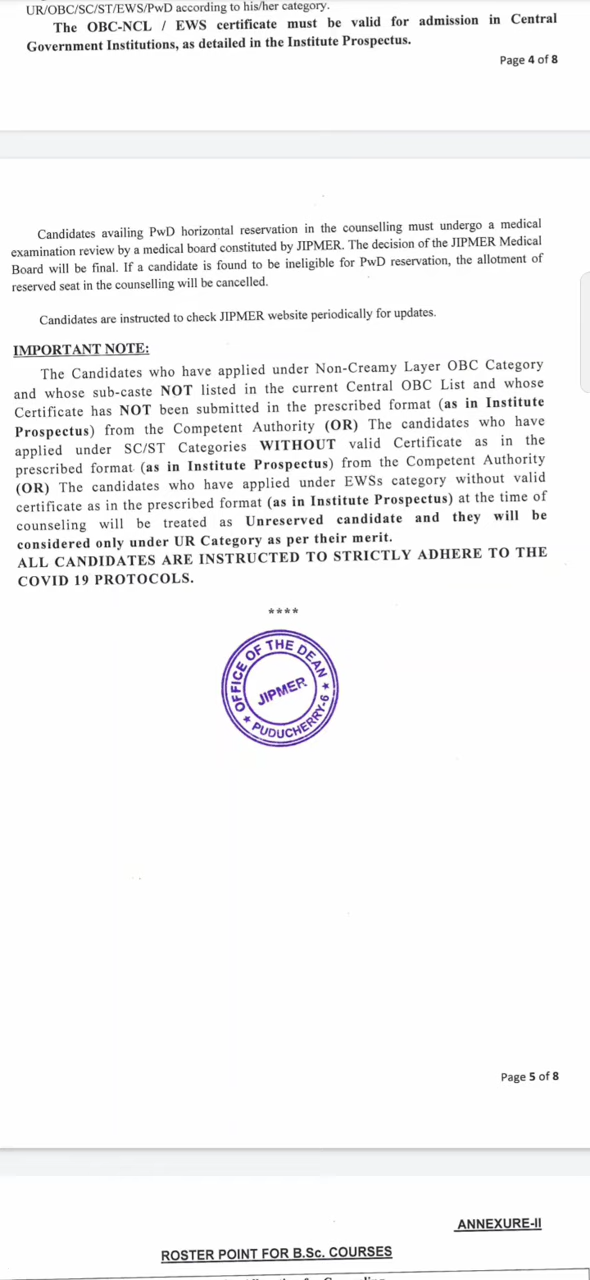 UR/OBC/SC/ST/EWS/PwD according to his/her category.
The OBC-NCL / EWS certificate must be valid for admission in Central
Government Institutions, as detailed in the Institute Prospectus.
Page 4 of 8
Candidates availing PwD horizontal reservation in the counselling must undergo a medical
examination review by a medical board constituted by JIPMER. The decision of the JIPMER Medical
Board will be final. If a candidate is found to be ineligible for PwD reservation, the allotment of
reserved seat in the counselling will be cancelled.
Candidates are instructed to check JIPMER website periodically for updates.
IMPORTANT NOTE:
The Candidates who have applied under Non-Creamy Layer OBC Category
and whose sub-caste NOT listed in the current Central OBC List and whose
Certificate has NOT been submitted in the prescribed format (as in Institute
Prospectus) from the Competent Authority (OR) The candidates who have
applied under SC/ST Categories WITHOUT valid Certificate as in the
prescribed format (as in Institute Prospectus) from the Competent Authority
(OR) The candidates who have applied under EWSs category without valid
certificate as in the prescribed format (as in Institute Prospectus) at the time of
counseling will be treated as Unreserved candidate and they will be
considered only under UR Category as per their merit.
ALL CANDIDATES ARE INSTRUCTED TO STRICTLY ADHERE TO THE
COVID 19 PROTOCOLS.
****
OFFICE OF THE DEAN
JIPMER
★ PUDUCHERRY-6 ★
Page 5 of 8
ANNEXURE-II
ROSTER POINT FOR B.Sc. COURSES